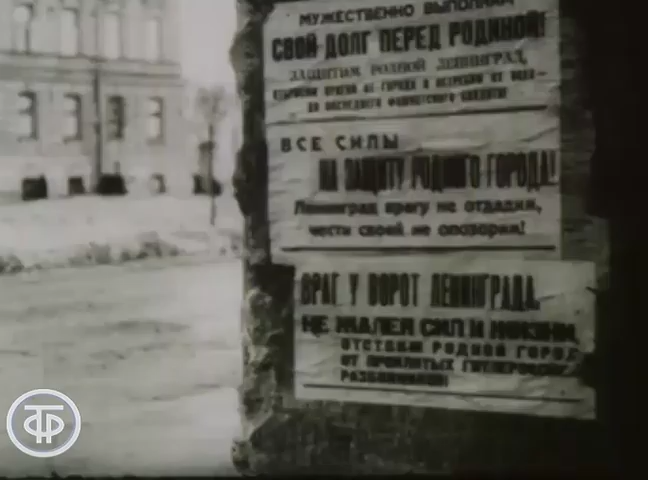 МУЖЕСТВЕННО ВЫПОЛНИМ
СВОЙ ДОЛГ ПЕРЕД РОДИНОЙ!
ЗАЩИТИМ РОДНОЙ ЛЕНИНГРАД,
ВСЕ СИЛЫ
НА ЗАЩИТУ РОДНОГО ГОРОДА!
Ленинград врагу не отдадим,
чести своей не опозорим!
ВРАГ У ВОРОТ ЛЕНИНГРАДА.
НЕ ЖАЛЕЯ СИЛ И ЖИЗНИ,
ОТСТОИМ РОДНОЙ ГОРОД
ОТ ПРОКЛЯТЫХ ГИТЛЕРОВСКИХ
РАЗБОЙНИКОВ!